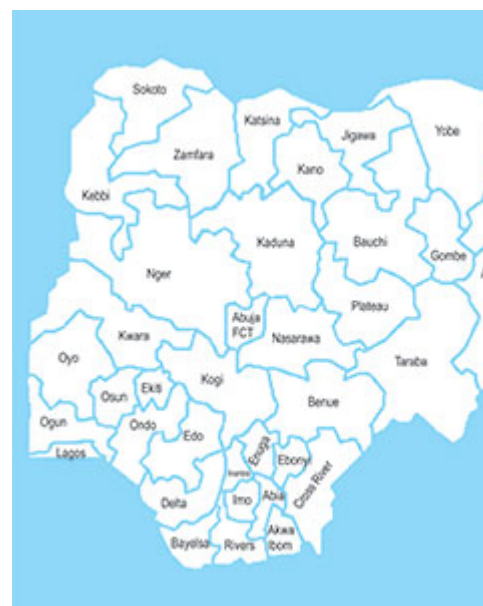 Sokoto
Katsina
Jigawa
Yobe
Zamfara
Kano
Kebbi
Kaduna
Bauchi
Gombe
Nger
Plateau
Abuja
FCT
Kwara
Nasarawa
Oyo
Taraba
Kogi
Osun
Ekiti
Benue
Ogun
Ondo
Edo
Lagos
Enuga
Ebonyi
Cross River
Delta
Imo
Abia
Bayelsa
Rivers
Akwa
Ibom